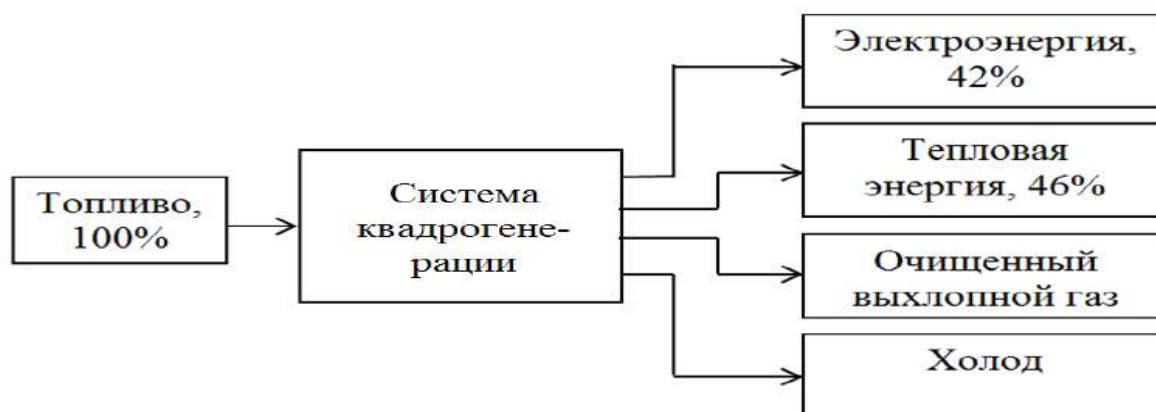 Топливо,
100%
Система
квадрогене-
рации
Электроэнергия,
42%
Тепловая
энергия, 46%
Очищенный
выхлопной газ
Холод